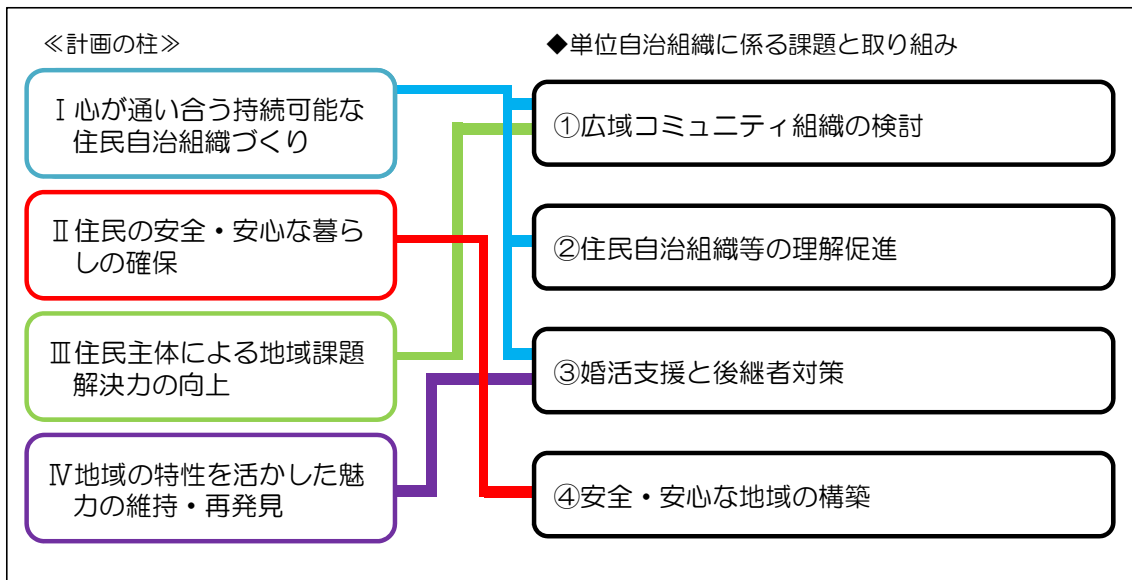 ≪計画の柱≫
Ⅰ心が通い合う持続可能な
住民自治組織づくり
Ⅱ住民の安全・安心な暮ら
しの確保
Ⅲ住民主体による地域課題
解決力の向上
Ⅳ地域の特性を活かした魅
力の維持・再発見
◆単位自治組織に係る課題と取り組み
①広域コミュニティ組織の検討
②住民自治組織等の理解促進
③婚活支援と後継者対策
④安全・安心な地域の構築